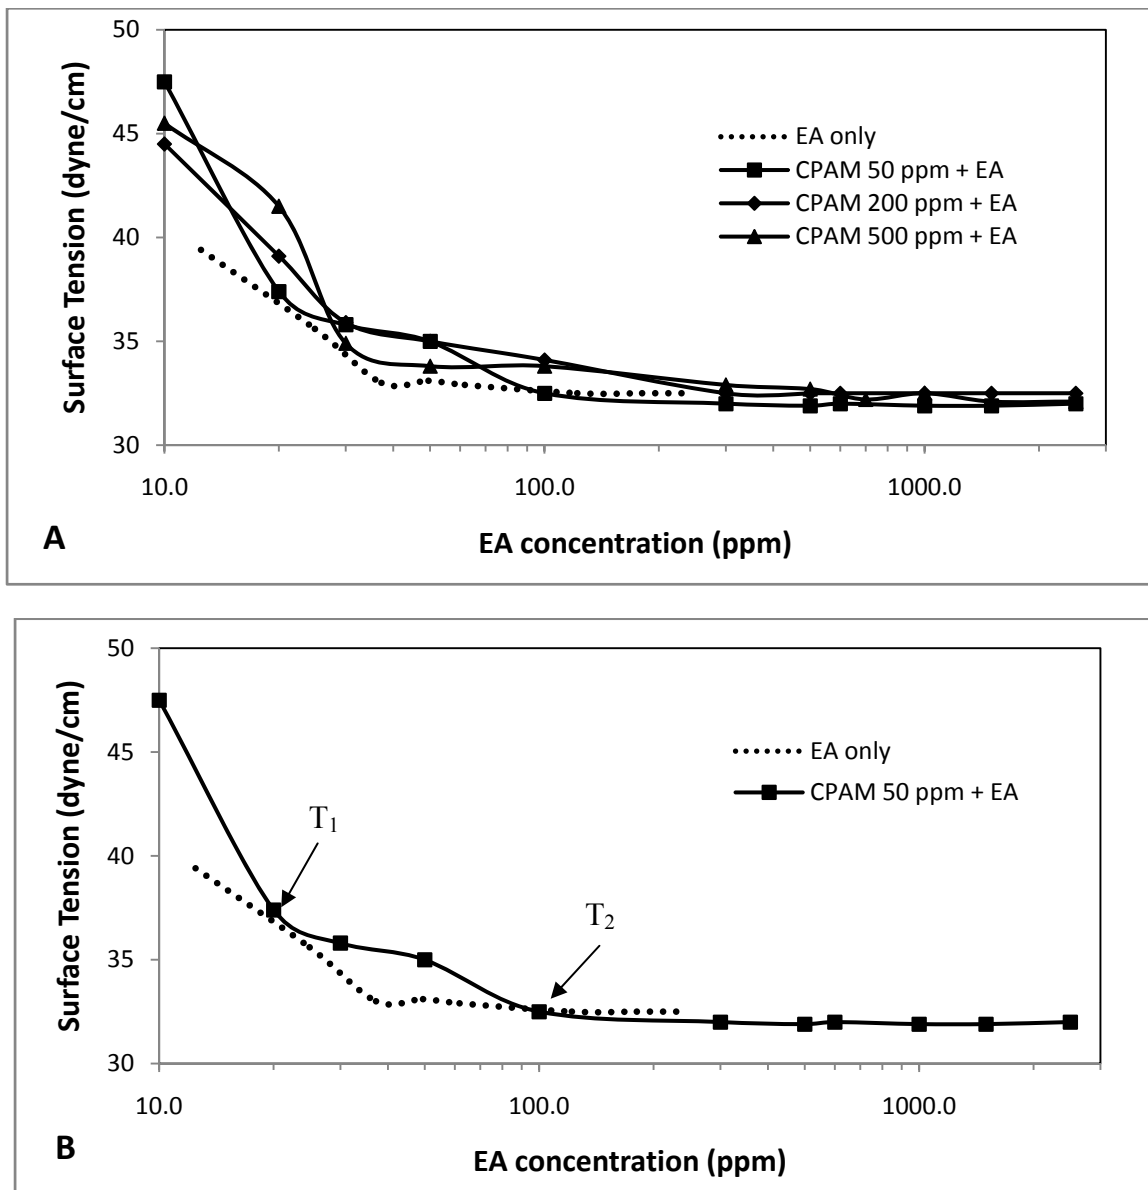 50
45
40
35
30
Surface Tension (dyne/cm)
EA only
CPAM 50 ppm + EA
CPAM 200 ppm + EA
CPAM 500 ppm + EA
10.0 100.0 1000.0
A
EA concentration (ppm)
50
45
40
35
30
Surface Tension (dyne/cm)
EA only
CPAM 50 ppm + EA
T1
T2
10.0 100.0 1000.0
B
EA concentration (ppm)